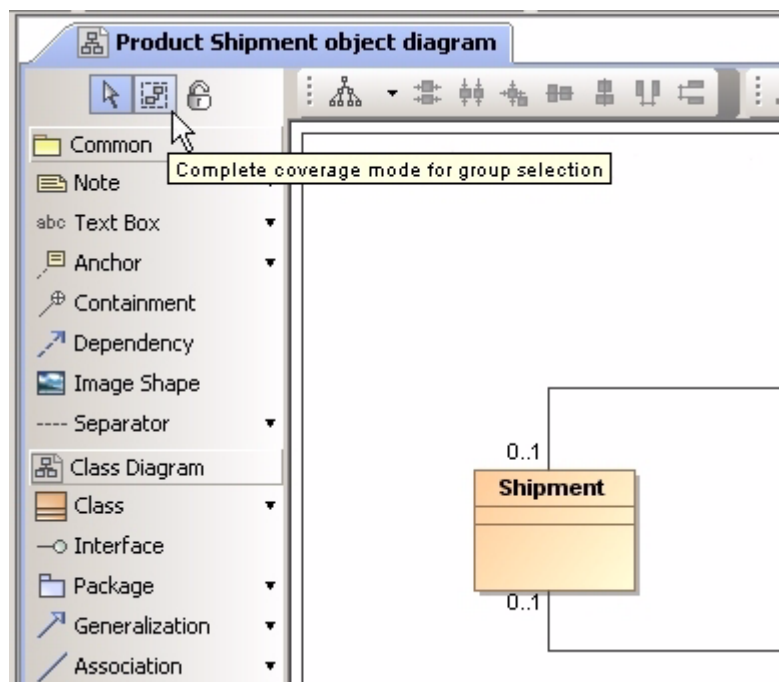 Product Shipment object diagram
Common
Complete coverage mode for group selection
Note
abc Text Box
Anchor
Containment
Dependency
Image Shape
Separator
0..1
Class Diagram
Shipment
Class
Interface
Package
0..1
Generalization
Association